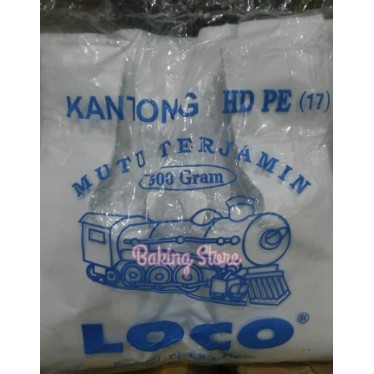 KANTONG HD PE (17)
MUTU TERJAMIN
500 Gram
Baking Store
LOCO ®